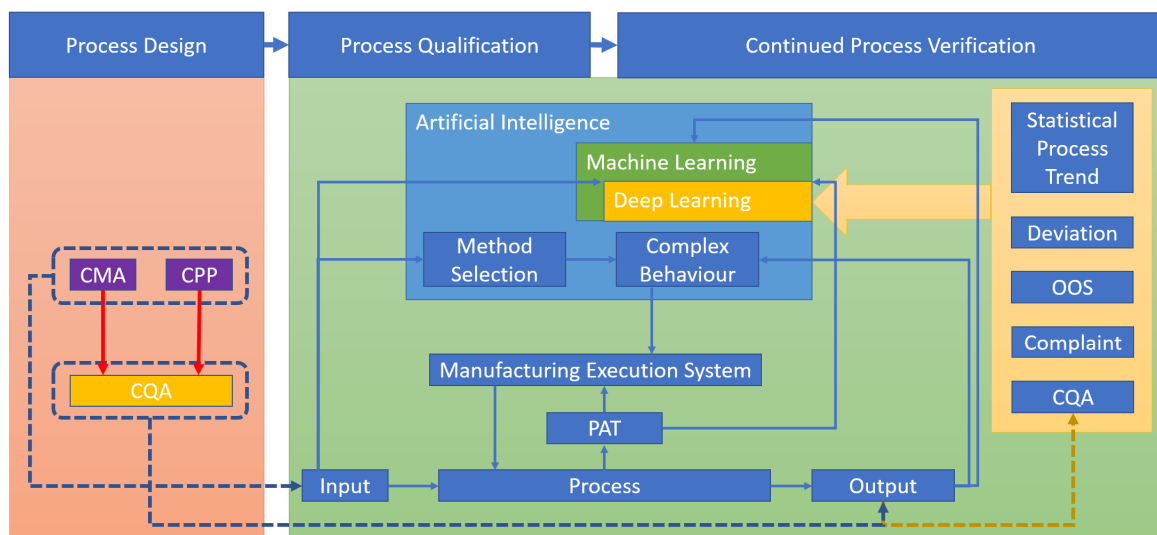 Process Design
Process Qualification
Continued Process Verification
Artificial Intelligence
Machine Learning
Deep Learning
Method
Selection
Complex
Behaviour
Manufacturing Execution System
PAT
Input
Process
Output
CMA
CPP
CQA
Statistical
Process
Trend
Deviation
OOS
Complaint
CQA